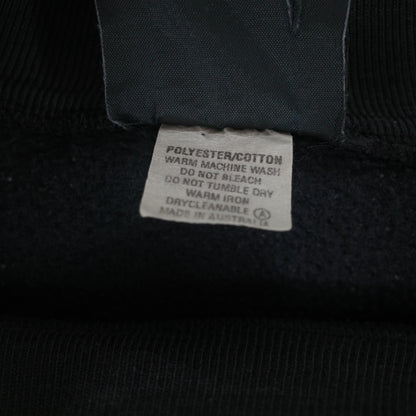 POLYESTER/COTTON
WARM MACHINE WASH
DO NOT BLEACH
DO NOT TUMBLE DRY
WARM IRON
DRYCLEANABLE Ⓐ
MADE IN AUSTRALIA